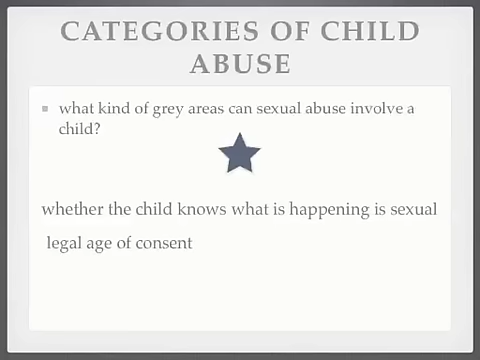 CATEGORIES OF CHILD
ABUSE
what kind of grey areas can sexual abuse involve a
child?
whether the child knows what is happening is sexual
legal age of consent